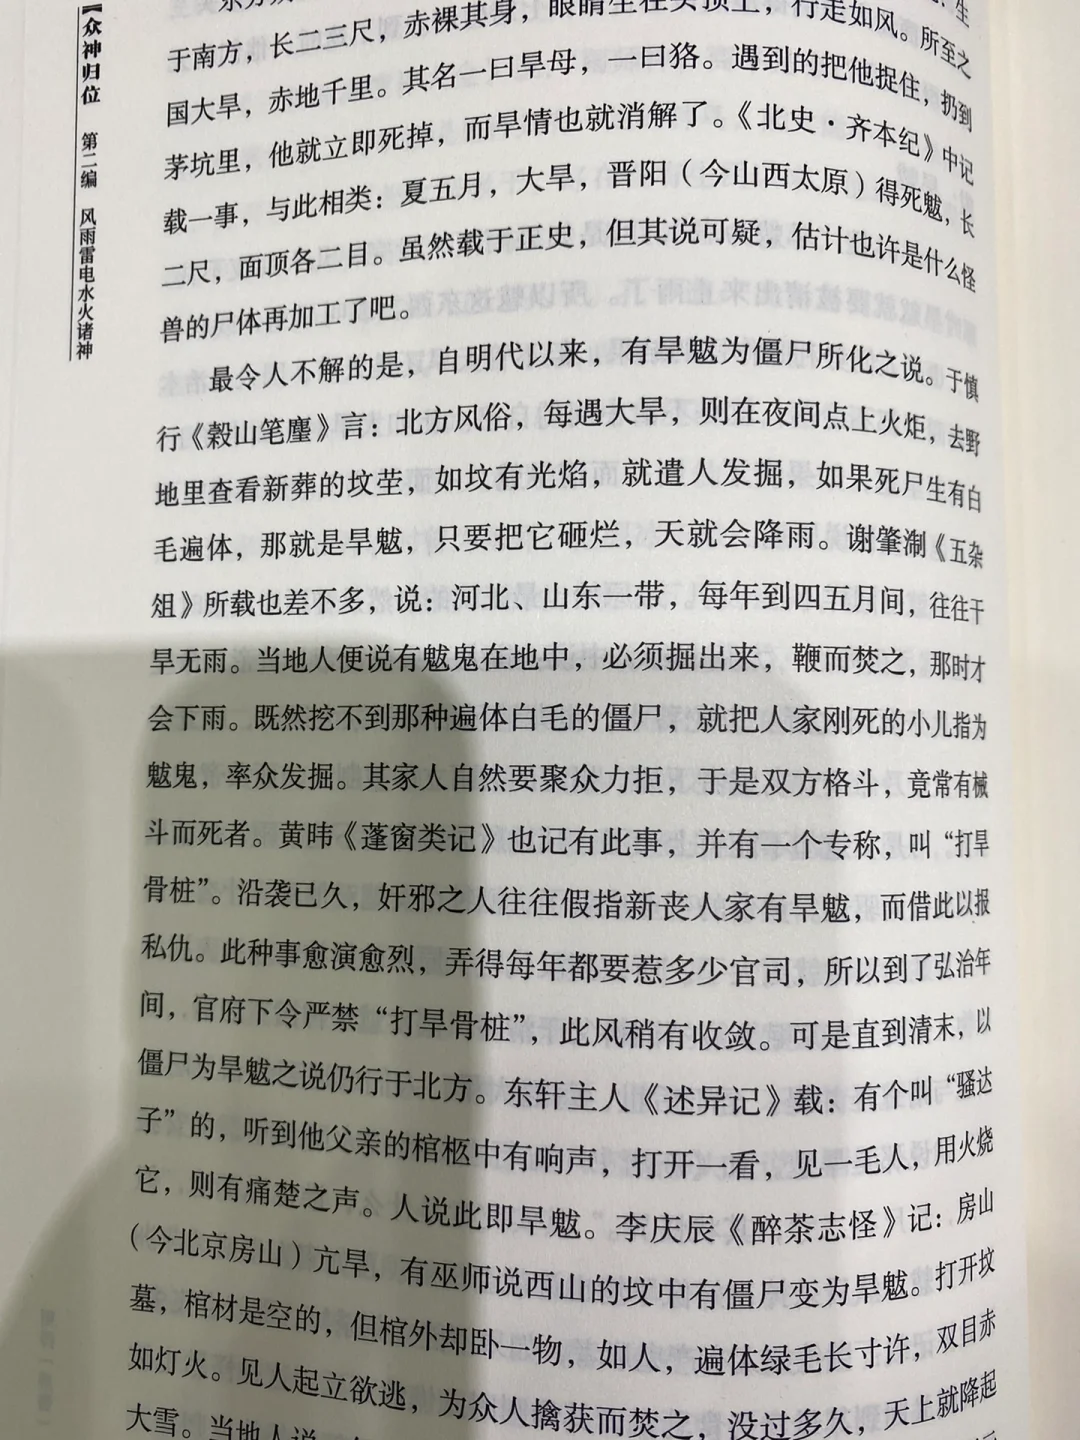 【众神归位 第二编 风雨雷电水火诸神
于南方，长二三尺，赤裸其身，眼睛生在头顶上，行走如风。所至之
国大旱，赤地千里。其名一曰旱母，一曰狢。遇到的把他捉住，扔到
茅坑里，他就立即死掉，而旱情也就消解了。《北史·齐本纪》中记
载一事，与此相类：夏五月，大旱，晋阳（今山西太原）得死魃，长
二尺，面顶各二目。虽然载于正史，但其说可疑，估计也许是什么怪
兽的尸体再加工了吧。
最令人不解的是，自明代以来，有旱魃为僵尸所化之说。于慎
行《榖山笔麈》言：北方风俗，每遇大旱，则在夜间点上火炬，去野
地里查看新葬的坟茔，如坟有光焰，就遣人发掘，如果死尸生有白
毛遍体，那就是旱魃，只要把它砸烂，天就会降雨。谢肇淛《五杂
俎》所载也差不多，说：河北、山东一带，每年到四五月间，往往干
旱无雨。当地人便说有魃鬼在地中，必须掘出来，鞭而焚之，那时才
会下雨。既然挖不到那种遍体白毛的僵尸，就把人家刚死的小儿指为
魃鬼，率众发掘。其家人自然要聚众力拒，于是双方格斗，竟常有械
斗而死者。黄暐《蓬窗类记》也记有此事，并有一个专称，叫“打旱
骨桩”。沿袭已久，奸邪之人往往假指新丧人家有旱魃，而借此以报
私仇。此种事愈演愈烈，弄得每年都要惹多少官司，所以到了弘治年
间，官府下令严禁“打旱骨桩”，此风稍有收敛。可是直到清末，以
僵尸为旱魃之说仍行于北方。东轩主人《述异记》载：有个叫“骚达
子”的，听到他父亲的棺柩中有响声，打开一看，见一毛人，用火烧
它，则有痛楚之声。人说此即旱魃。李庆辰《醉茶志怪》记：房山
（今北京房山）亢旱，有巫师说西山的坟中有僵尸变为旱魃。打开坟
墓，棺材是空的，但棺外却卧一物，如人，遍体绿毛长寸许，双目赤
如灯火。见人起立欲逃，为众人擒获而焚之，没过多久，天上就降起
大雪。当地人说